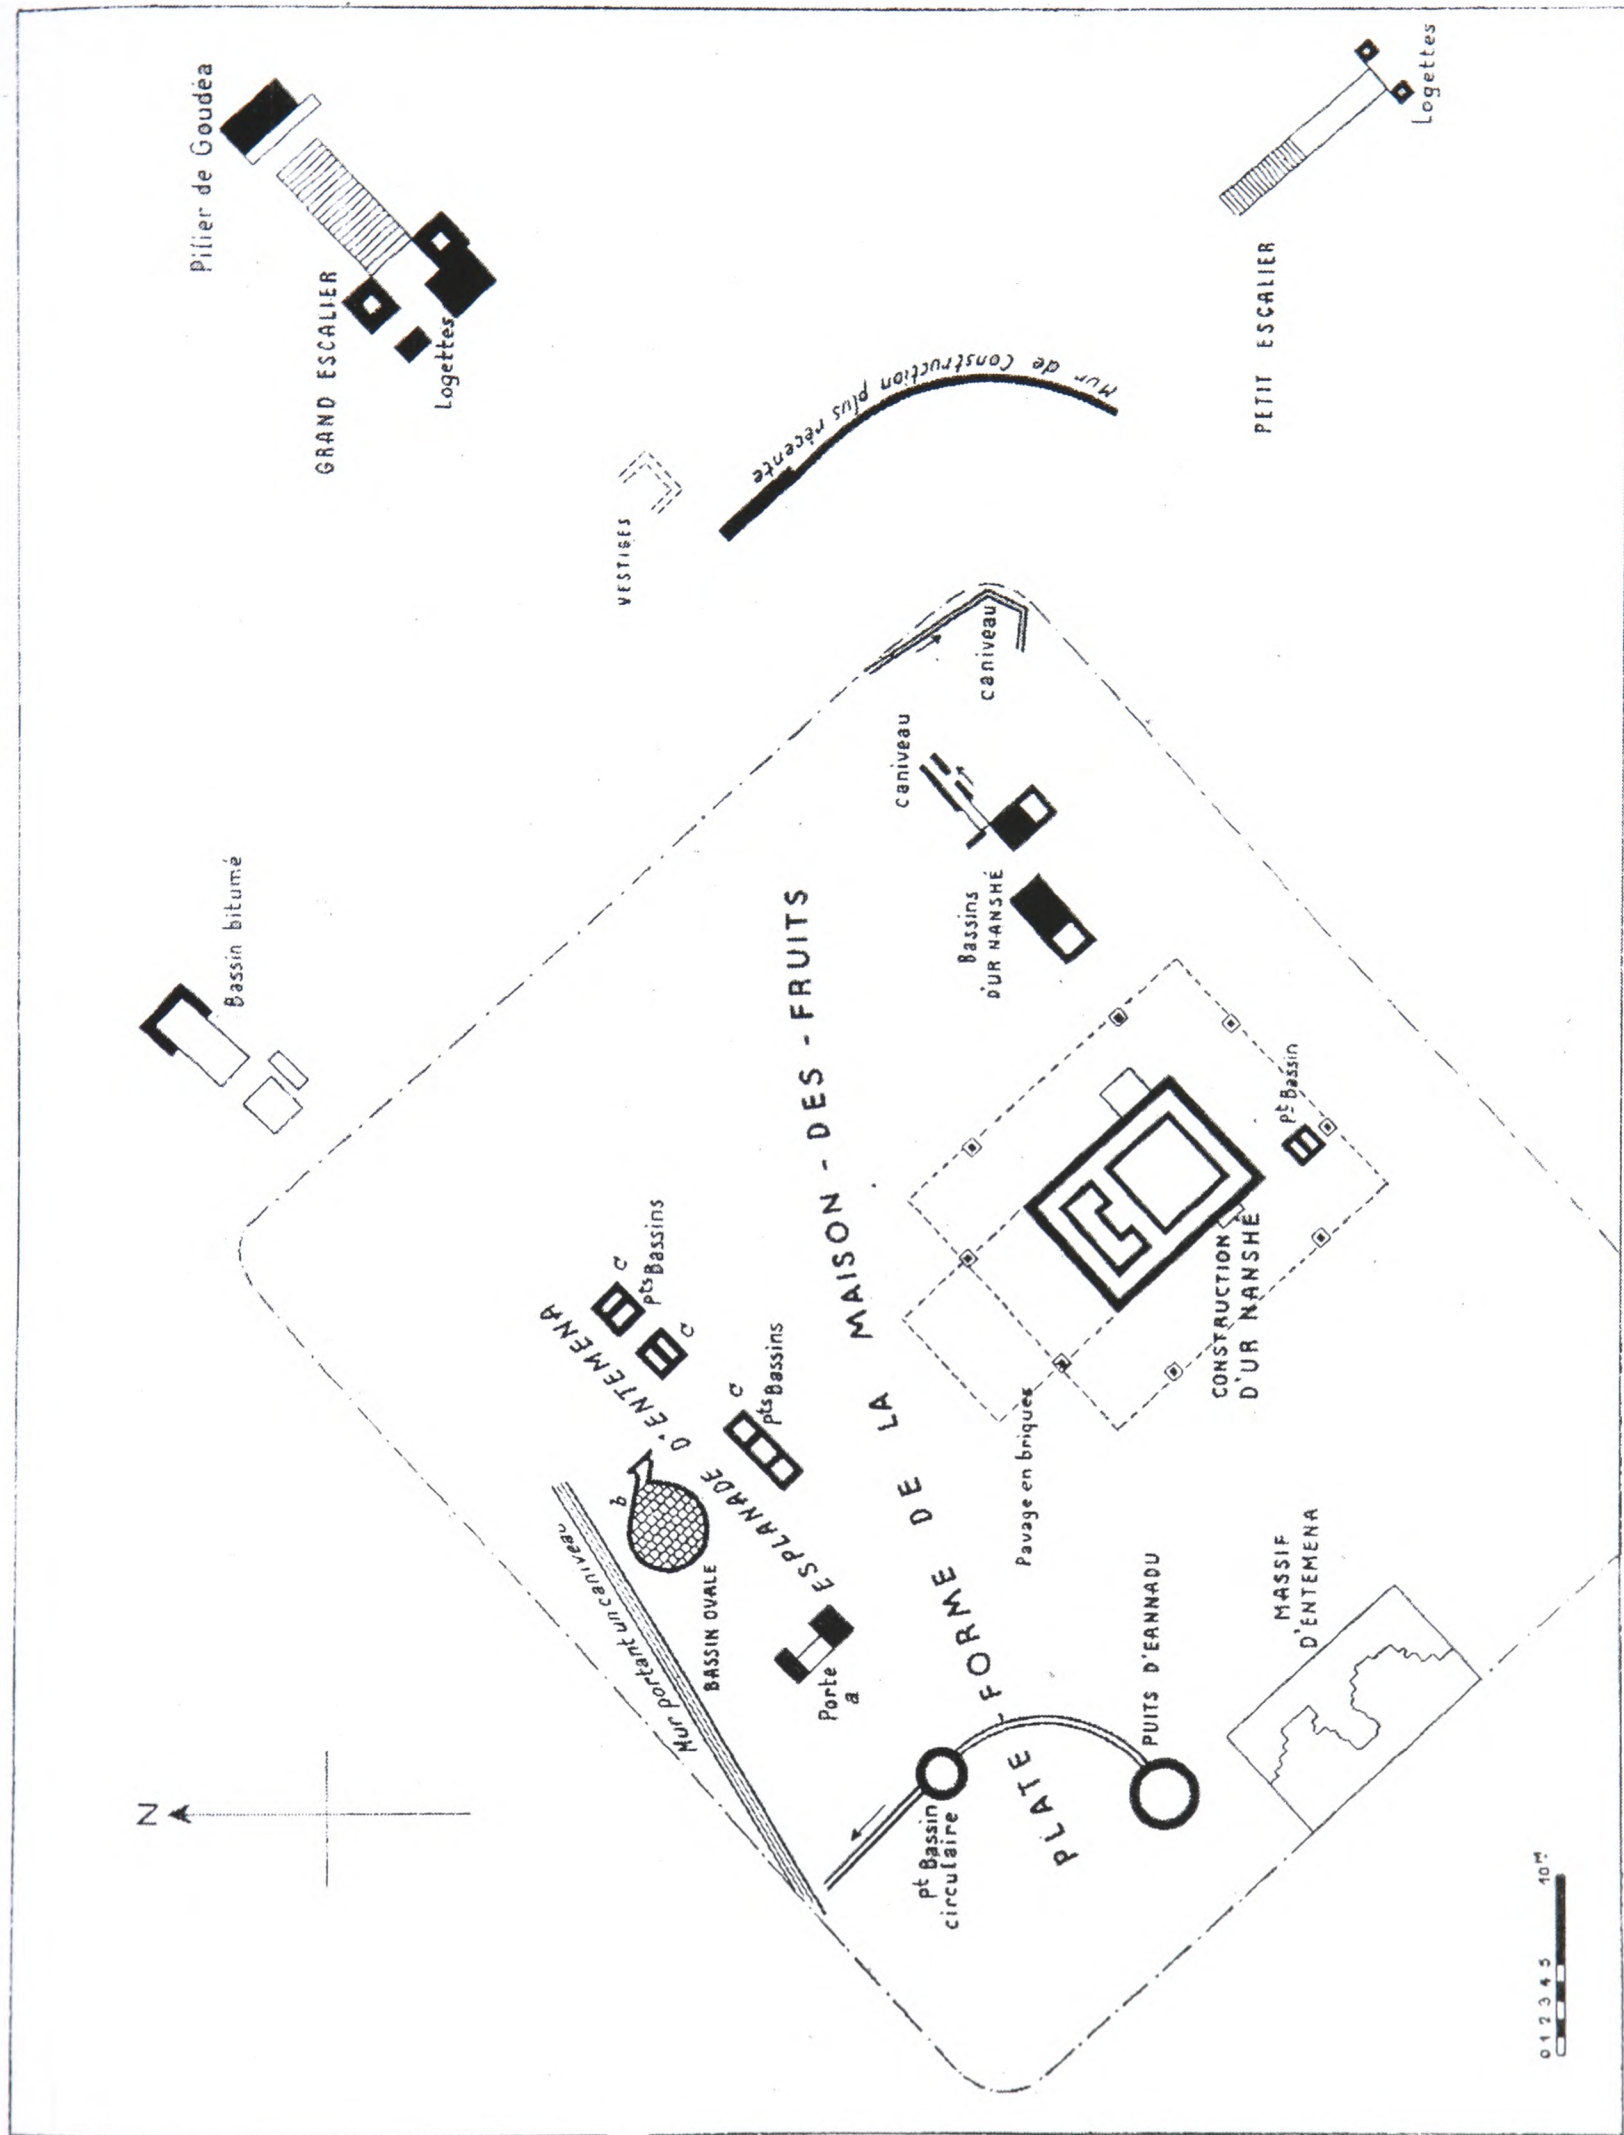 N
Pilier de Goudéa
GRAND ESCALIER
Logettes
VESTIGES
Mur de Construction plus récente
PETIT ESCALIER
Logettes
Bassin bitumé
caniveau
caniveau
Bassins
D'UR NANSHÉ
PLATE - FORME DE LA MAISON - DES - FRUITS
ESPLANADE D'ENTEMENA
c
pts Bassins
c
c
pts Bassins
b
BASSIN OVALE
Mur portant un caniveau
Porte
a
pt Bassin
circulaire
PUITS D'EANNADU
Pavage en briques
CONSTRUCTION
D'UR NANSHÉ
pt Bassin
MASSIF
D'ENTEMENA
0 1 2 3 4 5 10 M